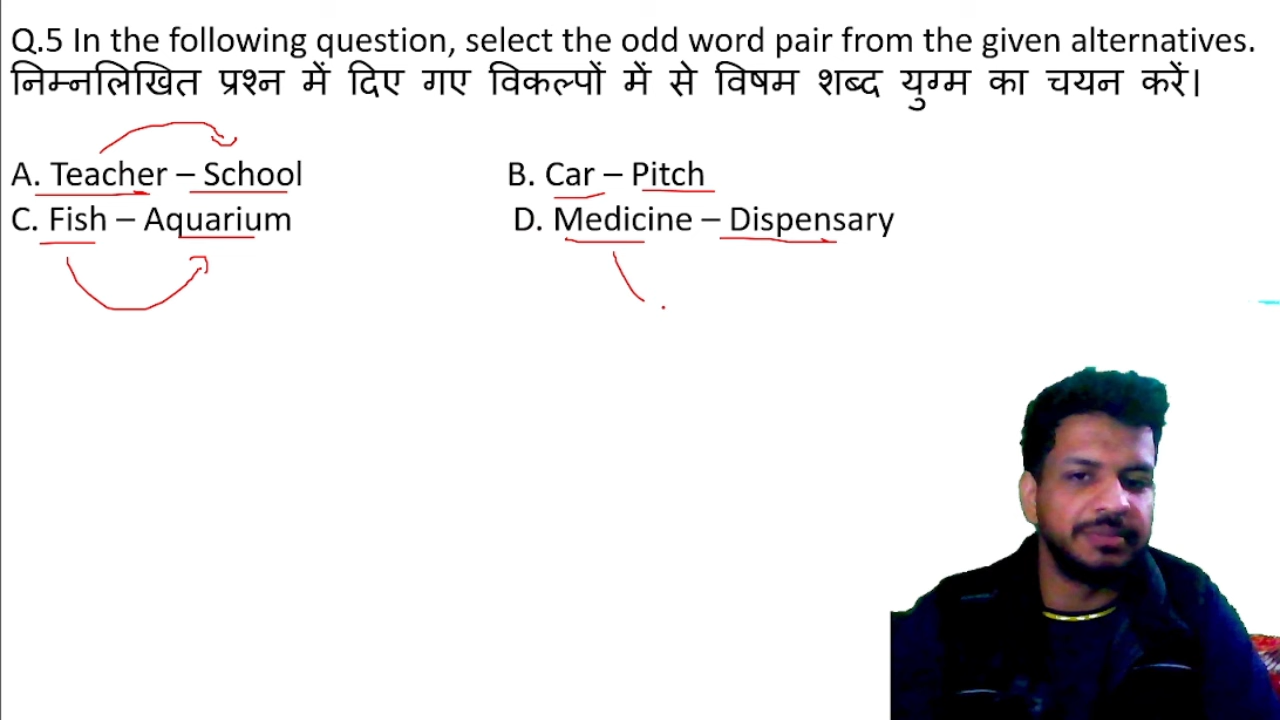 Q.5 In the following question, select the odd word pair from the given alternatives.
निम्नलिखित प्रश्न में दिए गए विकल्पों में से विषम शब्द युग्म का चयन करें।
A. Teacher – School B. Car – Pitch
C. Fish – Aquarium D. Medicine – Dispensary